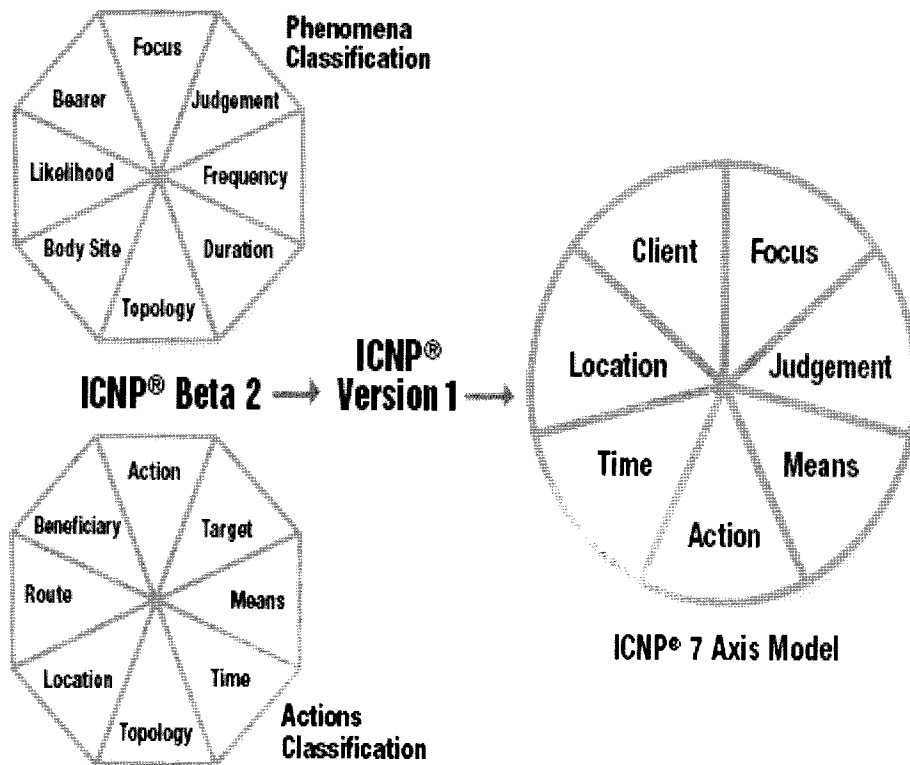 Phenomena
Classification
Focus
Judgement
Frequency
Duration
Topology
Body Site
Likelihood
Bearer
ICNP® Beta 2
ICNP®
Version 1
Action
Target
Means
Time
Topology
Location
Route
Beneficiary
Actions
Classification
Client
Focus
Judgement
Means
Action
Time
Location
ICNP® 7 Axis Model